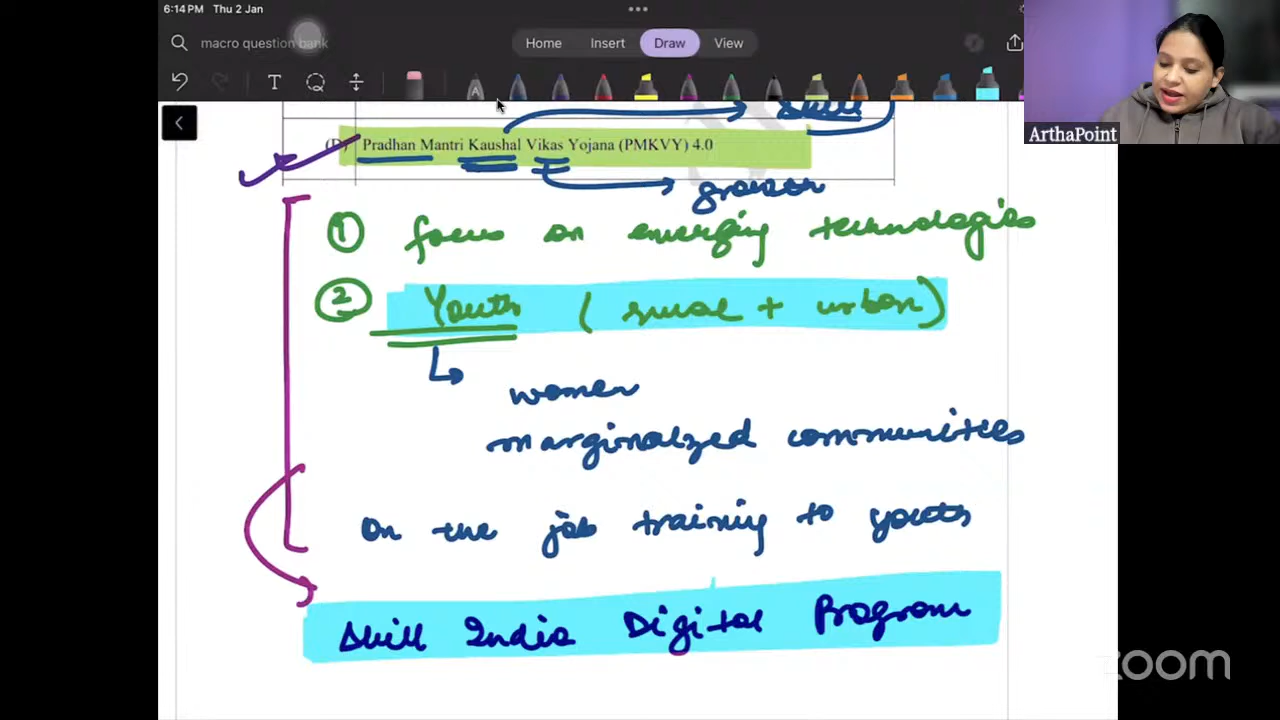 6:14 PM Thu 2 Jan
macro question bank
Home Insert Draw View
ArthaPoint
Skill
(D) Pradhan Mantri Kaushal Vikas Yojana (PMKVY) 4.0
growth
1 focus on emerging technologies
2 Youth (rural + urban)
women
marginalized communities
On the job training to youth
Skill India Digital Program
zoom